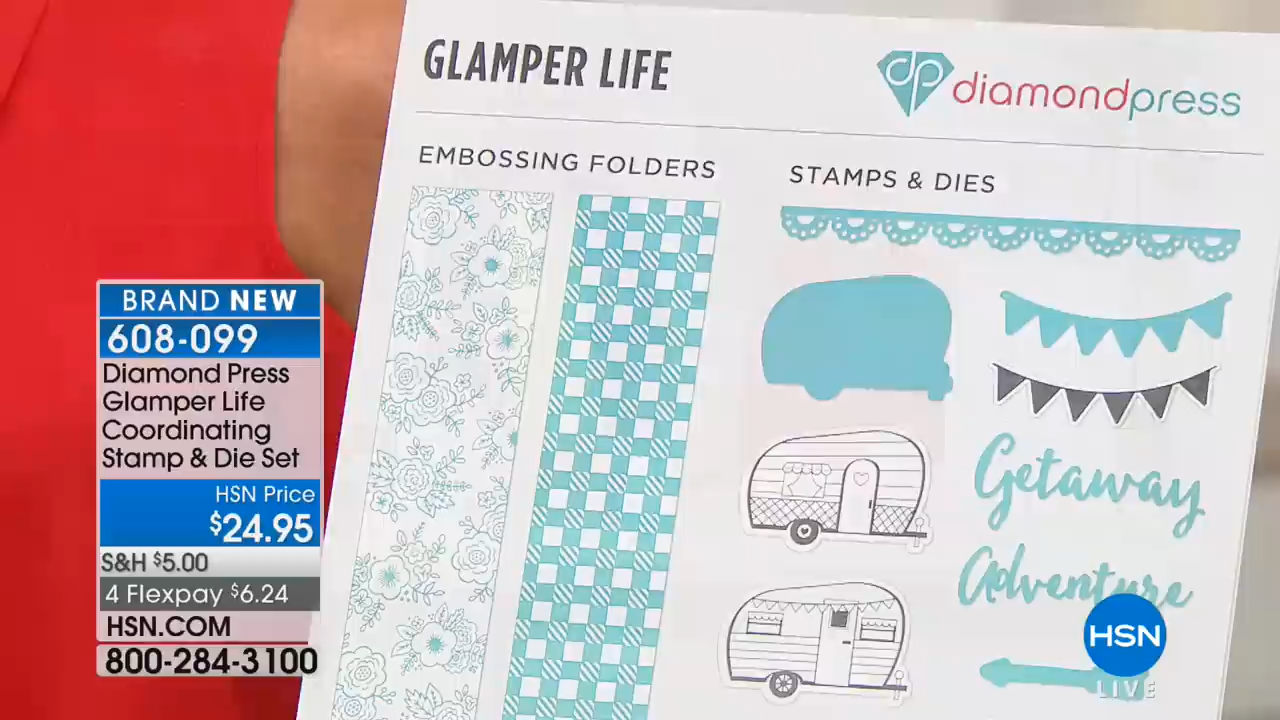 GLAMPER LIFE
dp diamondpress
EMBOSSING FOLDERS
STAMPS & DIES
Getaway
Adventure
BRAND NEW
608-099
Diamond Press
Glamper Life
Coordinating
Stamp & Die Set
HSN Price
$24.95
S&H $5.00
4 Flexpay $6.24
HSN.COM
800-284-3100
HSN
LIVE